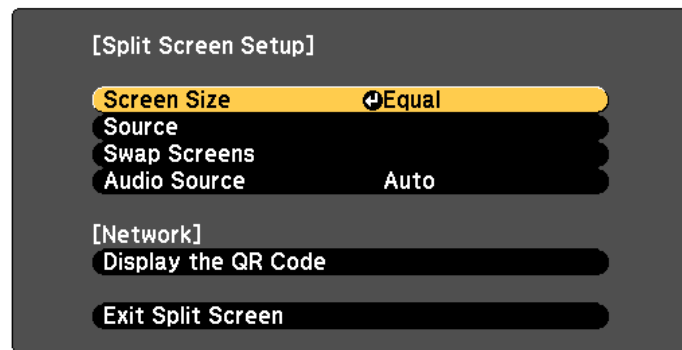 [Split Screen Setup]
Screen Size Equal
Source
Swap Screens
Audio Source Auto
[Network]
Display the QR Code
Exit Split Screen